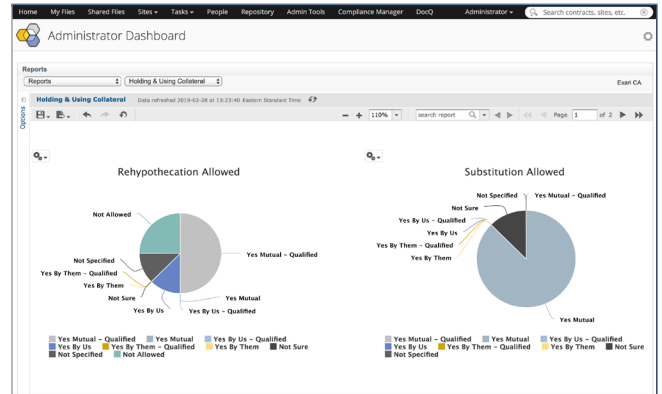 Home My Files Shared Files Sites Tasks People Repository Admin Tools Compliance Manager DocQ Administrator Search contracts, sites, etc.
Administrator Dashboard
Reports
Reports Holding & Using Collateral Exari CA
Options
Holding & Using Collateral Data refreshed 2019-02-28 at 13:23:40 Eastern Standard Time
110% search report Page 1 of 2
Rehypothecation Allowed
Not Allowed
Yes Mutual - Qualified
Not Specified
Yes By Them - Qualified
Yes By Them
Not Sure
Yes Mutual
Yes By Us
Yes By Us - Qualified
Yes Mutual - Qualified Yes Mutual Yes By Us - Qualified
Yes By Us Yes By Them - Qualified Yes By Them Not Sure
Not Specified Not Allowed
Substitution Allowed
Not Specified
Yes Mutual - Qualified
Not Sure
Yes By Us - Qualified
Yes By Us
Yes By Them - Qualified
Yes By Them
Yes Mutual
Yes Mutual - Qualified Yes Mutual Yes By Us - Qualified
Yes By Us Yes By Them - Qualified Yes By Them Not Sure
Not Specified